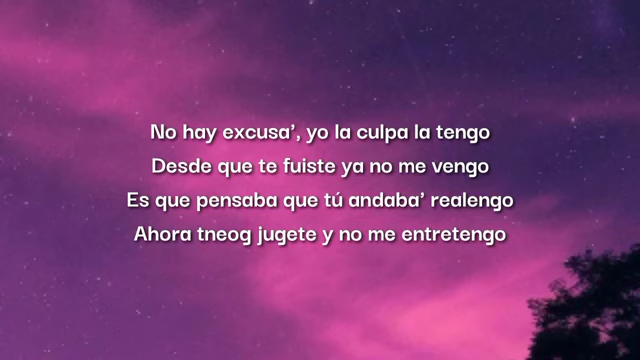 No hay excusa’, yo la culpa la tengo
Desde que te fuiste ya no me vengo
Es que pensaba que tú andaba’ realengo
Ahora tneog jugete y no me entretengo